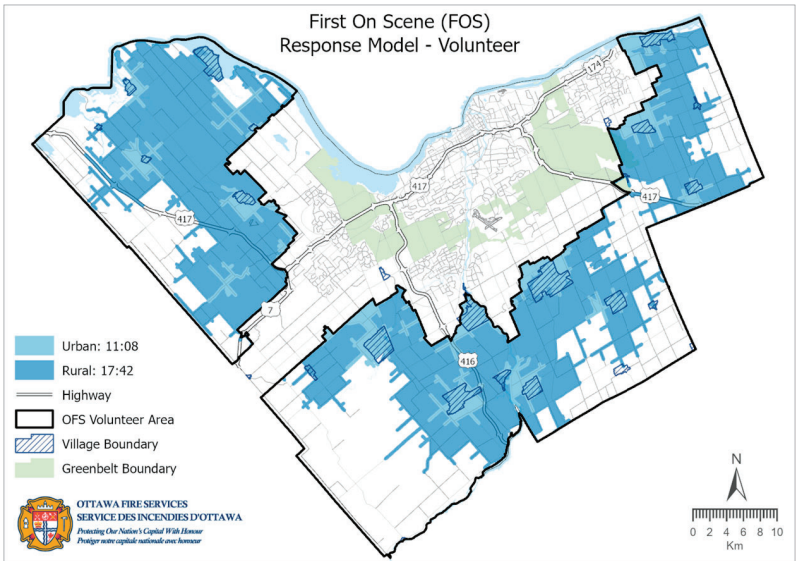 First On Scene (FOS)
Response Model - Volunteer
174
417
417
417
7
416
Urban: 11:08
Rural: 17:42
Highway
OFS Volunteer Area
Village Boundary
Greenbelt Boundary
OTTAWA FIRE SERVICES
SERVICE DES INCENDIES D'OTTAWA
Protecting Our Nation's Capital With Honour
Protéger notre capitale nationale avec honneur
N
0 2 4 6 8 10
Km